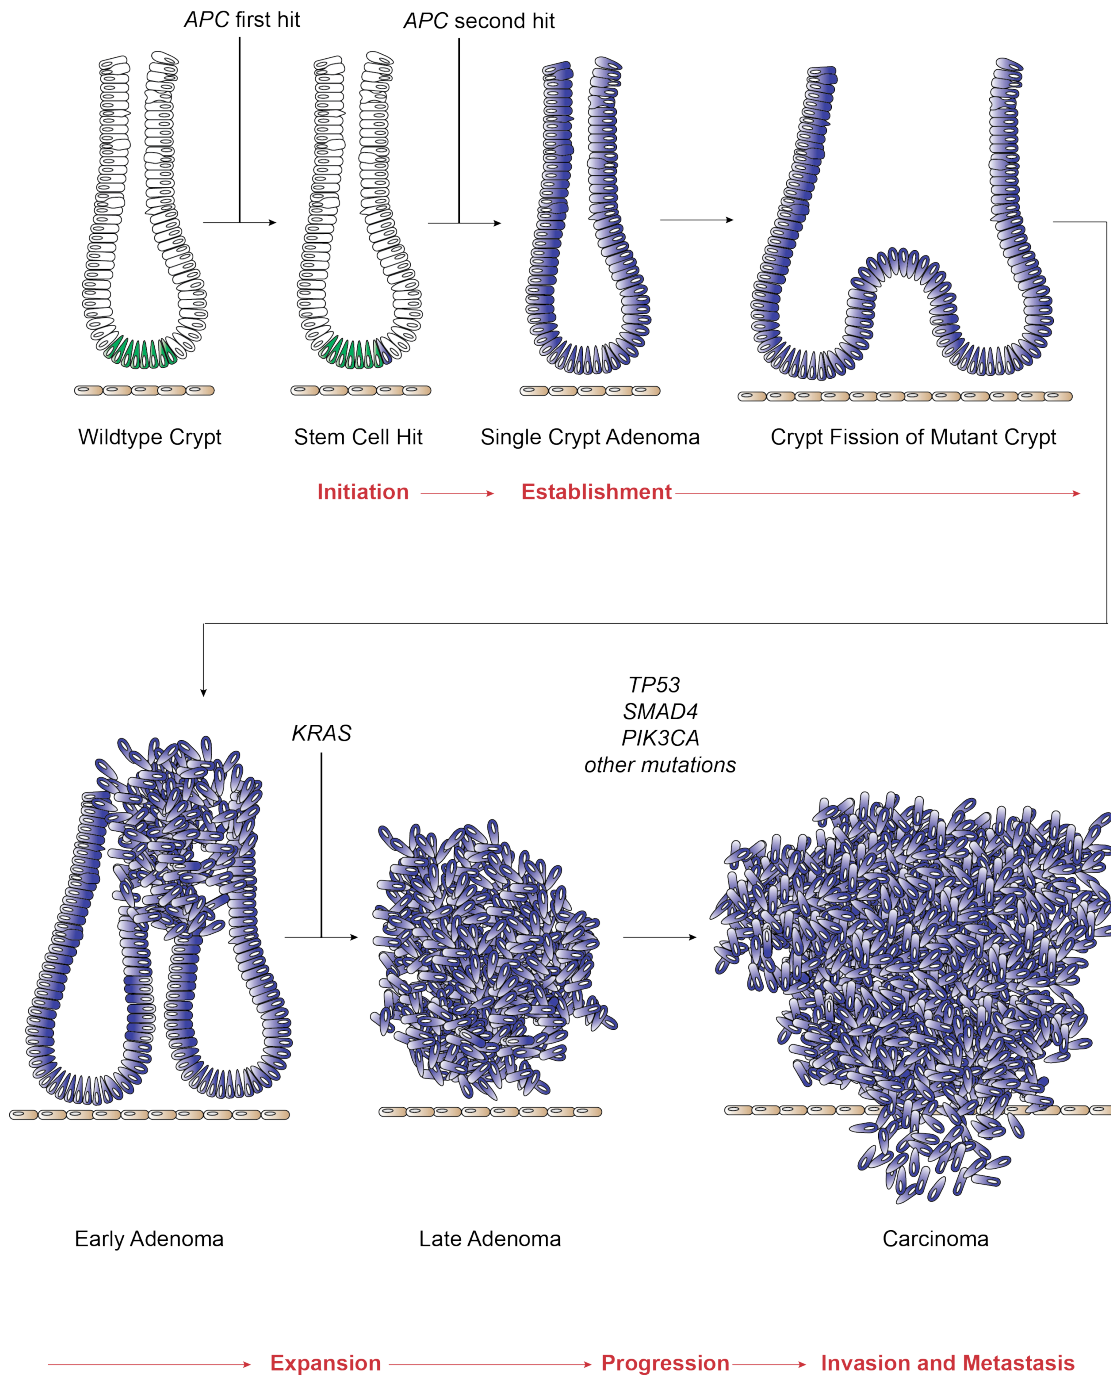 APC first hit
APC second hit
Wildtype Crypt
Stem Cell Hit
Single Crypt Adenoma
Crypt Fission of Mutant Crypt
Initiation
Establishment
KRAS
TP53
SMAD4
PIK3CA
other mutations
Early Adenoma
Late Adenoma
Carcinoma
Expansion
Progression
Invasion and Metastasis